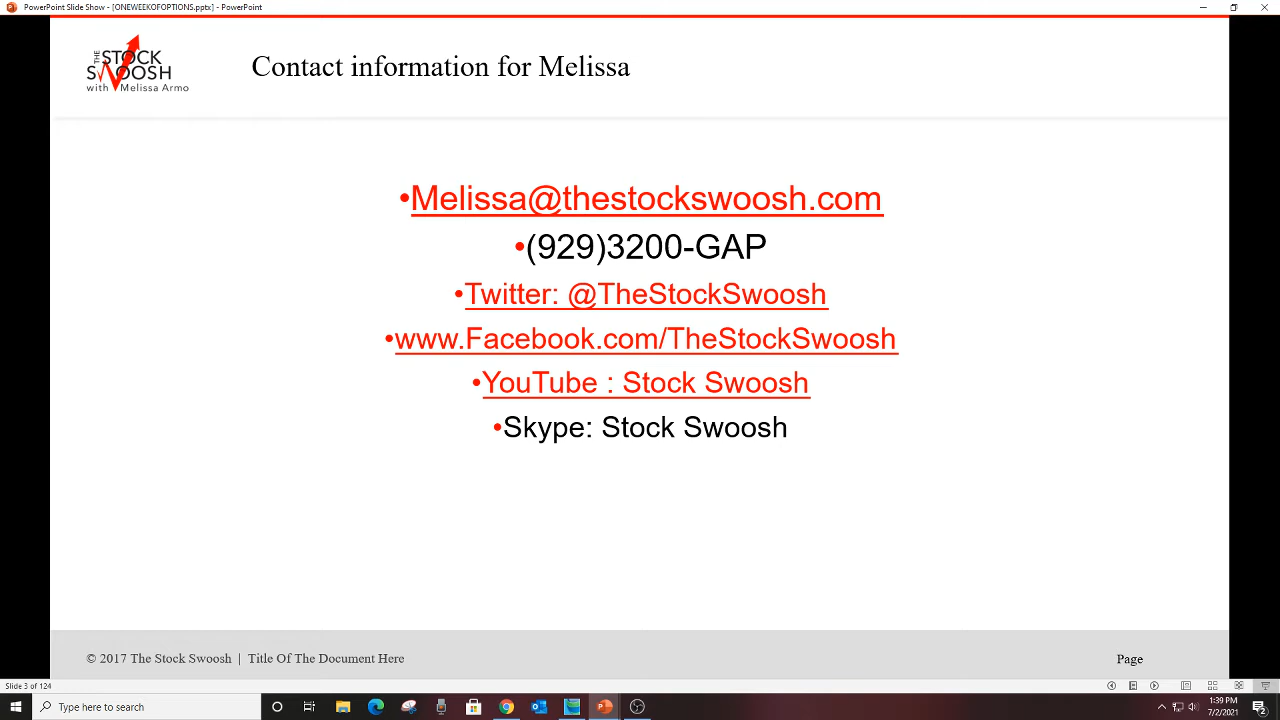 PowerPoint Slide Show - [ONEWEEKOFOPTIONS.pptx] - PowerPoint
THE STOCK
SWOOSH
with Melissa Armo
Contact information for Melissa
•Melissa@thestockswoosh.com
•(929)3200-GAP
•Twitter: @TheStockSwoosh
•www.Facebook.com/TheStockSwoosh
•YouTube : Stock Swoosh
•Skype: Stock Swoosh
© 2017 The Stock Swoosh | Title Of The Document Here
Page
Slide 3 of 124
Type here to search
1:39 PM
7/2/2021
2